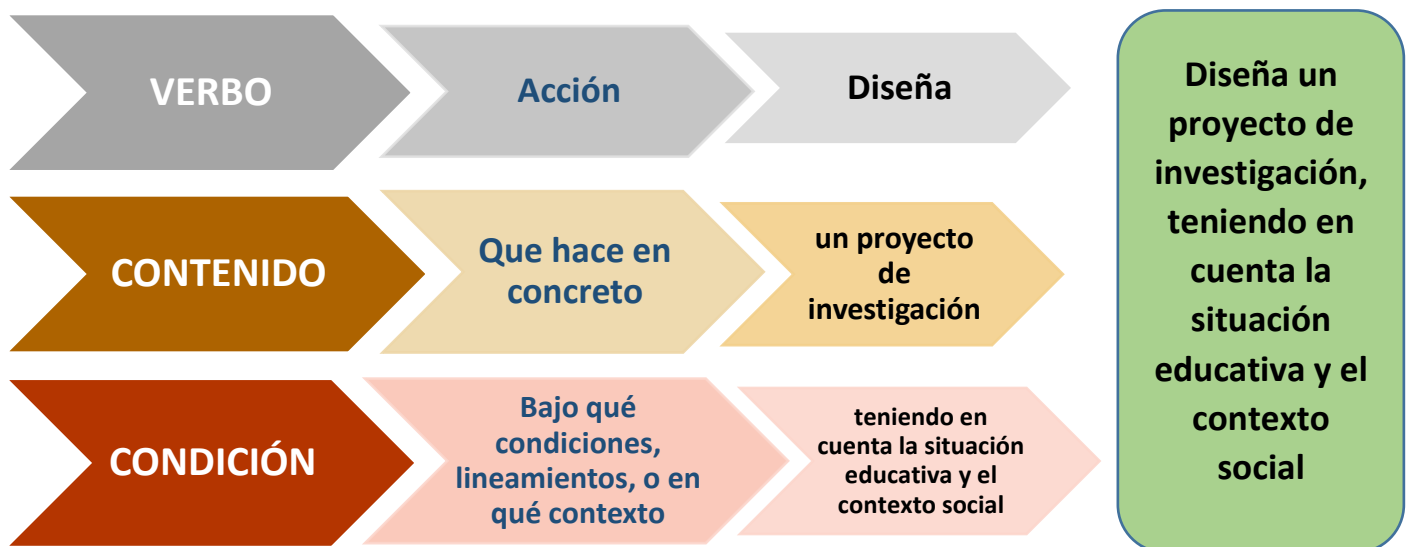 VERBO
Acción
Diseña
CONTENIDO
Que hace en
concreto
un proyecto
de
investigación
CONDICIÓN
Bajo qué
condiciones,
lineamientos, o en
qué contexto
teniendo en
cuenta la situación
educativa y el
contexto social
Diseña un
proyecto de
investigación,
teniendo en
cuenta la
situación
educativa y el
contexto
social